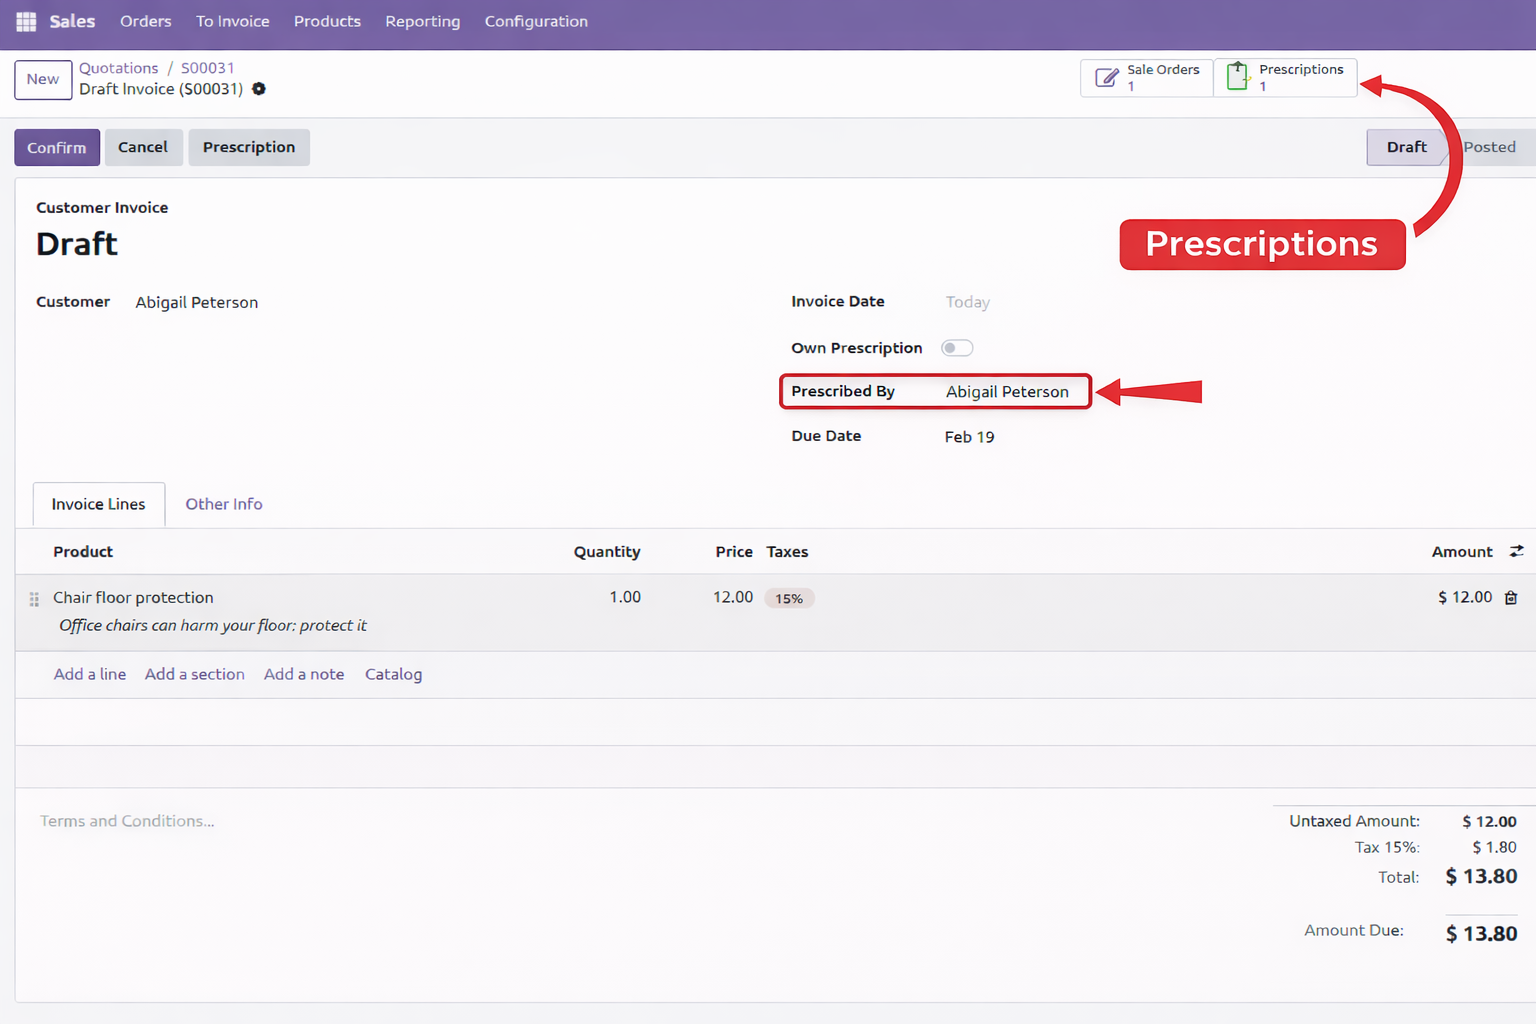 Sales Orders To Invoice Products Reporting Configuration
New
Quotations / S00031
Draft Invoice (S00031)
Sale Orders
1
Prescriptions
1
Confirm Cancel Prescription
Draft Posted
Customer Invoice
Draft
Prescriptions
Customer Abigail Peterson
Invoice Date Today
Own Prescription
Prescribed By Abigail Peterson
Due Date Feb 19
Invoice Lines Other Info
Product Quantity Price Taxes Amount
Chair floor protection 1.00 12.00 15% $ 12.00
Office chairs can harm your floor: protect it
Add a line Add a section Add a note Catalog
Terms and Conditions...
Untaxed Amount: $ 12.00
Tax 15%: $ 1.80
Total: $ 13.80
Amount Due: $ 13.80